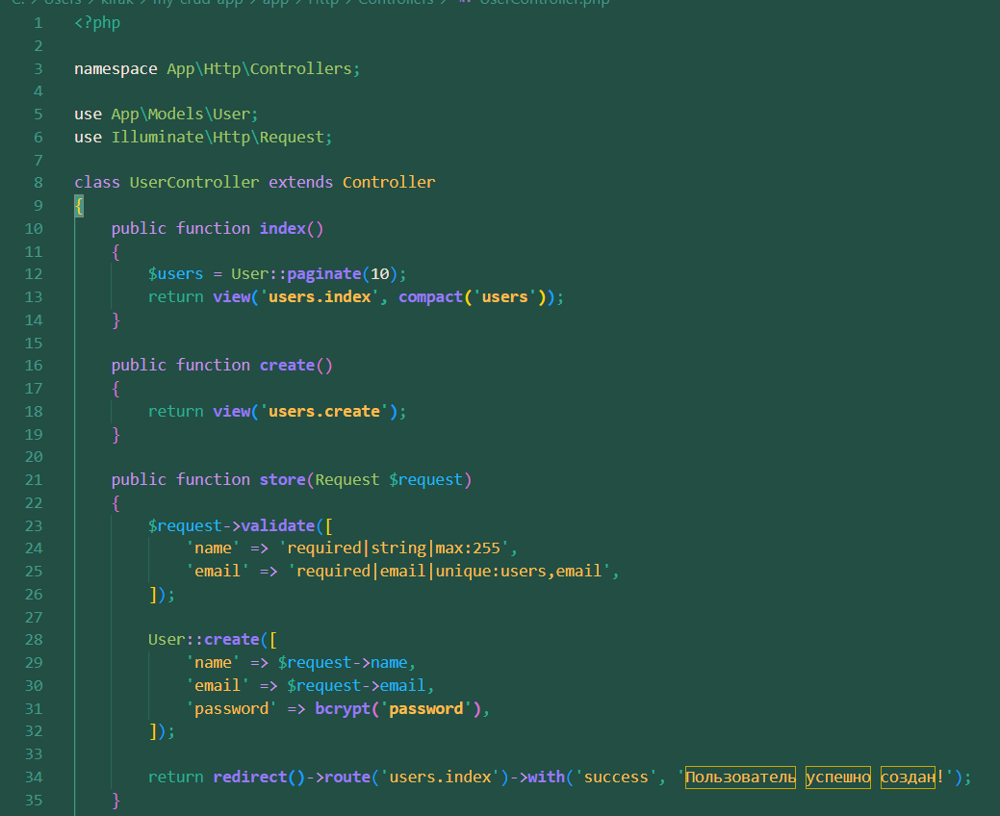 C: > Users > kirak > my-crud-app > app > Http > Controllers > UserController.php
1 <?php
2
3 namespace App\Http\Controllers;
4
5 use App\Models\User;
6 use Illuminate\Http\Request;
7
8 class UserController extends Controller
9 {
10     public function index()
11     {
12         $users = User::paginate(10);
13         return view('users.index', compact('users'));
14     }
15
16     public function create()
17     {
18         return view('users.create');
19     }
20
21     public function store(Request $request)
22     {
23         $request->validate([
24             'name' => 'required|string|max:255',
25             'email' => 'required|email|unique:users,email',
26         ]);
27
28         User::create([
29             'name' => $request->name,
30             'email' => $request->email,
31             'password' => bcrypt('password'),
32         ]);
33
34         return redirect()->route('users.index')->with('success', 'Пользователь успешно создан!');
35     }